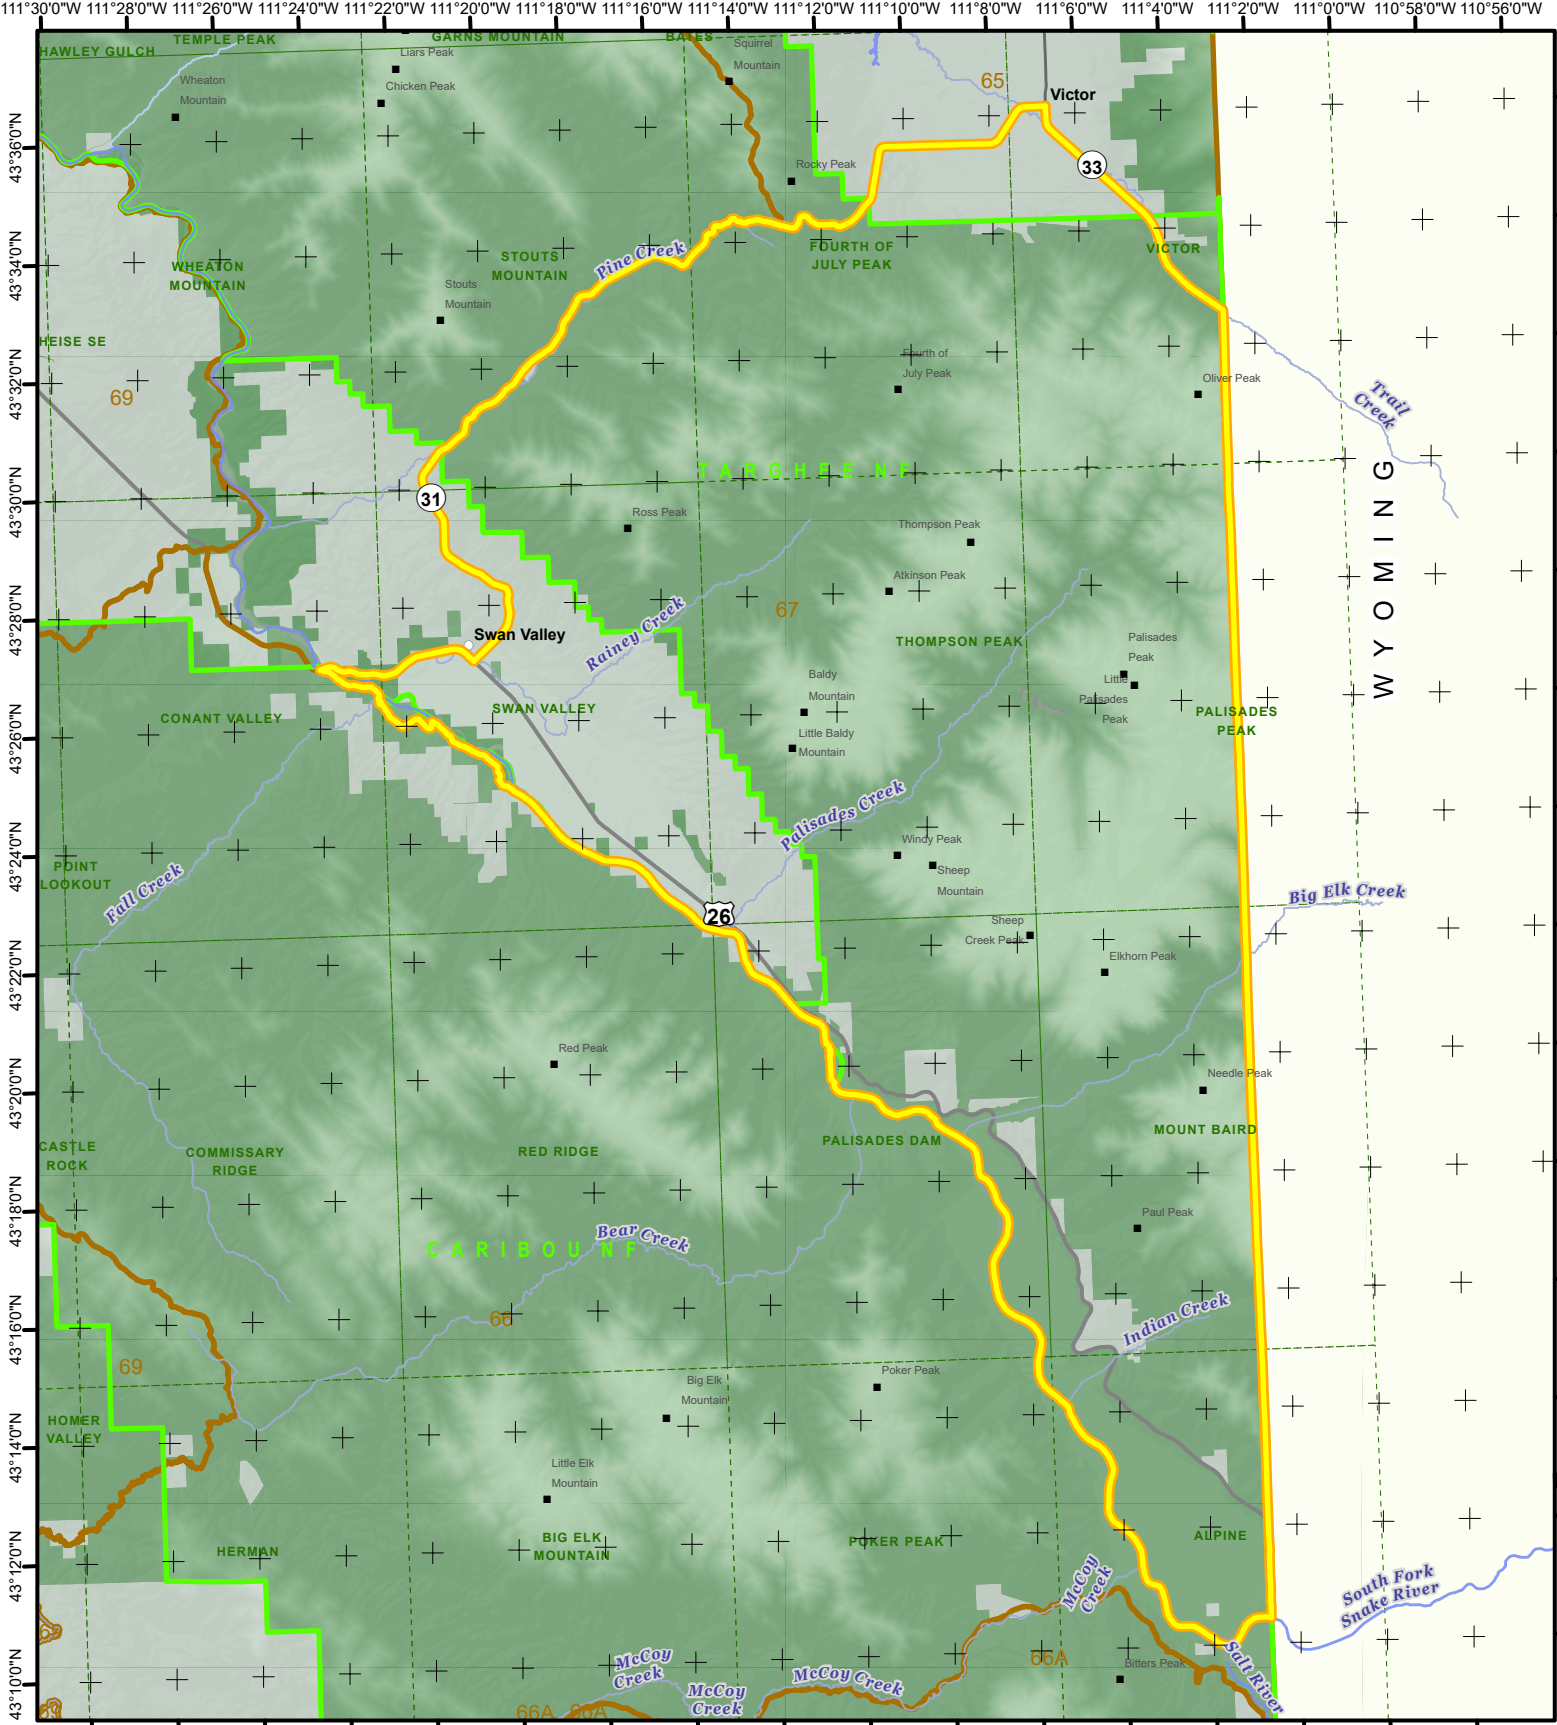 111°30'0"W 111°28'0"W 111°26'0"W 111°24'0"W 111°22'0"W 111°20'0"W 111°18'0"W 111°16'0"W 111°14'0"W 111°12'0"W 111°10'0"W 111°8'0"W 111°6'0"W 111°4'0"W 111°2'0"W 111°0'0"W 110°58'0"W 110°56'0"W
HAWLEY GULCH
TEMPLE PEAK
GARNS MOUNTAIN
BATES
Liars Peak
Squirrel
Mountain
Wheaton
Mountain
Chicken Peak
65
Victor
43°36'0"N
Rocky Peak
33
43°34'0"N
WHEATON
MOUNTAIN
STOUTS
MOUNTAIN
Pine Creek
FOURTH OF
JULY PEAK
VICTOR
Stouts
Mountain
HEISE SE
43°32'0"N
69
Fourth of
July Peak
Oliver Peak
Trail
Creek
TARGHEE NF
WYOMING
43°30'0"N
31
Ross Peak
Thompson Peak
Atkinson Peak
43°28'0"N
67
Swan Valley
Rainey Creek
THOMPSON PEAK
Palisades
Peak
Baldy
Mountain
Little
Palisades
Peak
CONANT VALLEY
SWAN VALLEY
PALISADES
PEAK
43°26'0"N
Little Baldy
Mountain
Palisades Creek
43°24'0"N
POINT
LOOKOUT
Fall Creek
Windy Peak
Sheep
Mountain
Big Elk Creek
26
Sheep
Creek Peak
Elkhorn Peak
43°22'0"N
Red Peak
Needle Peak
43°20'0"N
CASTLE
ROCK
COMMISSARY
RIDGE
RED RIDGE
PALISADES DAM
MOUNT BAIRD
43°18'0"N
Paul Peak
CARIBOU NF
Bear Creek
43°16'0"N
66
Indian Creek
69
Big Elk
Mountain
Poker Peak
HOMER
VALLEY
43°14'0"N
Little Elk
Mountain
43°12'0"N
HERMAN
BIG ELK
MOUNTAIN
POKER PEAK
ALPINE
McCoy
Creek
South Fork
Snake River
43°10'0"N
McCoy
Creek
McCoy
Creek
McCoy Creek
66A
Bitters Peak
Salt River
66A 66A